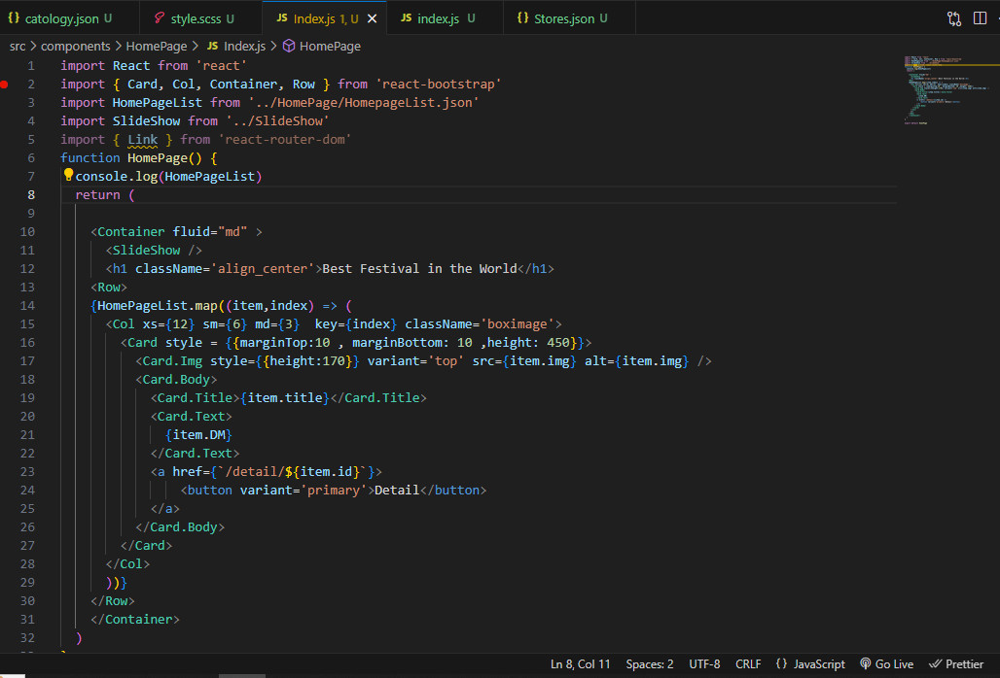 {} catology.json U
style.scss U
JS Index.js 1, U ×
JS index.js U
{} Stores.json U
src > components > HomePage > JS Index.js > HomePage
1 import React from 'react'
2 import { Card, Col, Container, Row } from 'react-bootstrap'
3 import HomePageList from '../HomePage/HomepageList.json'
4 import SlideShow from '../SlideShow'
5 import { Link } from 'react-router-dom'
6 function HomePage() {
7 console.log(HomePageList)
8 return (
9
10 <Container fluid="md" >
11 <SlideShow />
12 <h1 className='align_center'>Best Festival in the World</h1>
13 <Row>
14 {HomePageList.map((item,index) => (
15 <Col xs={12} sm={6} md={3}  key={index} className='boximage'>
16 <Card style = {{marginTop:10 , marginBottom: 10 ,height: 450}}>
17 <Card.Img style={{height:170}} variant='top' src={item.img} alt={item.img} />
18 <Card.Body>
19 <Card.Title>{item.title}</Card.Title>
20 <Card.Text>
21 {item.DM}
22 </Card.Text>
23 <a href={`/detail/${item.id}`}>
24 <button variant='primary'>Detail</button>
25 </a>
26 </Card.Body>
27 </Card>
28 </Col>
29 ))}
30 </Row>
31 </Container>
32 )
Ln 8, Col 11 Spaces: 2 UTF-8 CRLF {} JavaScript Go Live Prettier